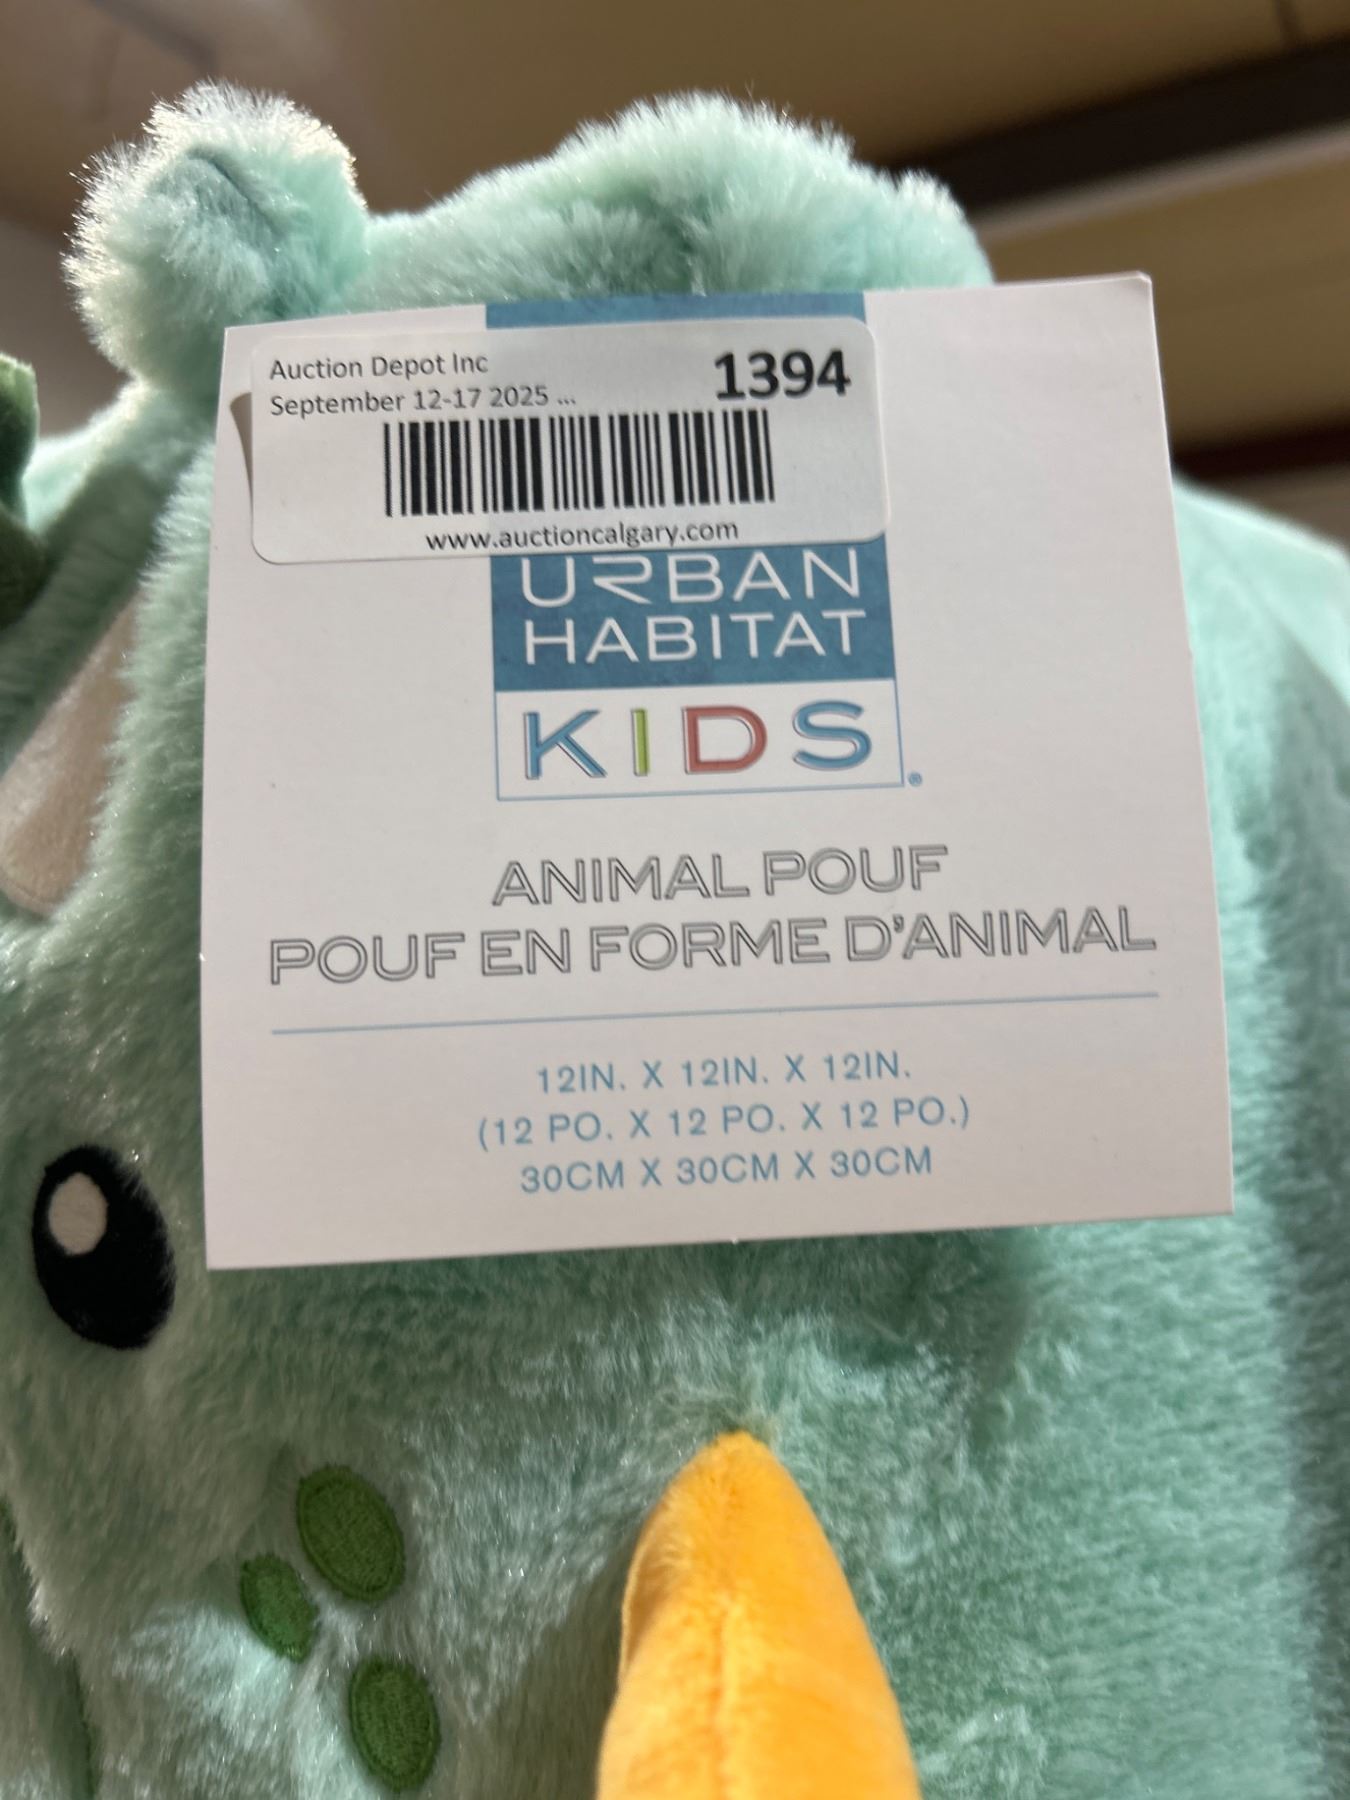 Auction Depot Inc
1394
September 12-17 2025 ...
www.auctioncalgary.com
URBAN
HABITAT
KIDS®
ANIMAL POUF
POUF EN FORME D'ANIMAL
12IN. X 12IN. X 12IN.
(12 PO. X 12 PO. X 12 PO.)
30CM X 30CM X 30CM